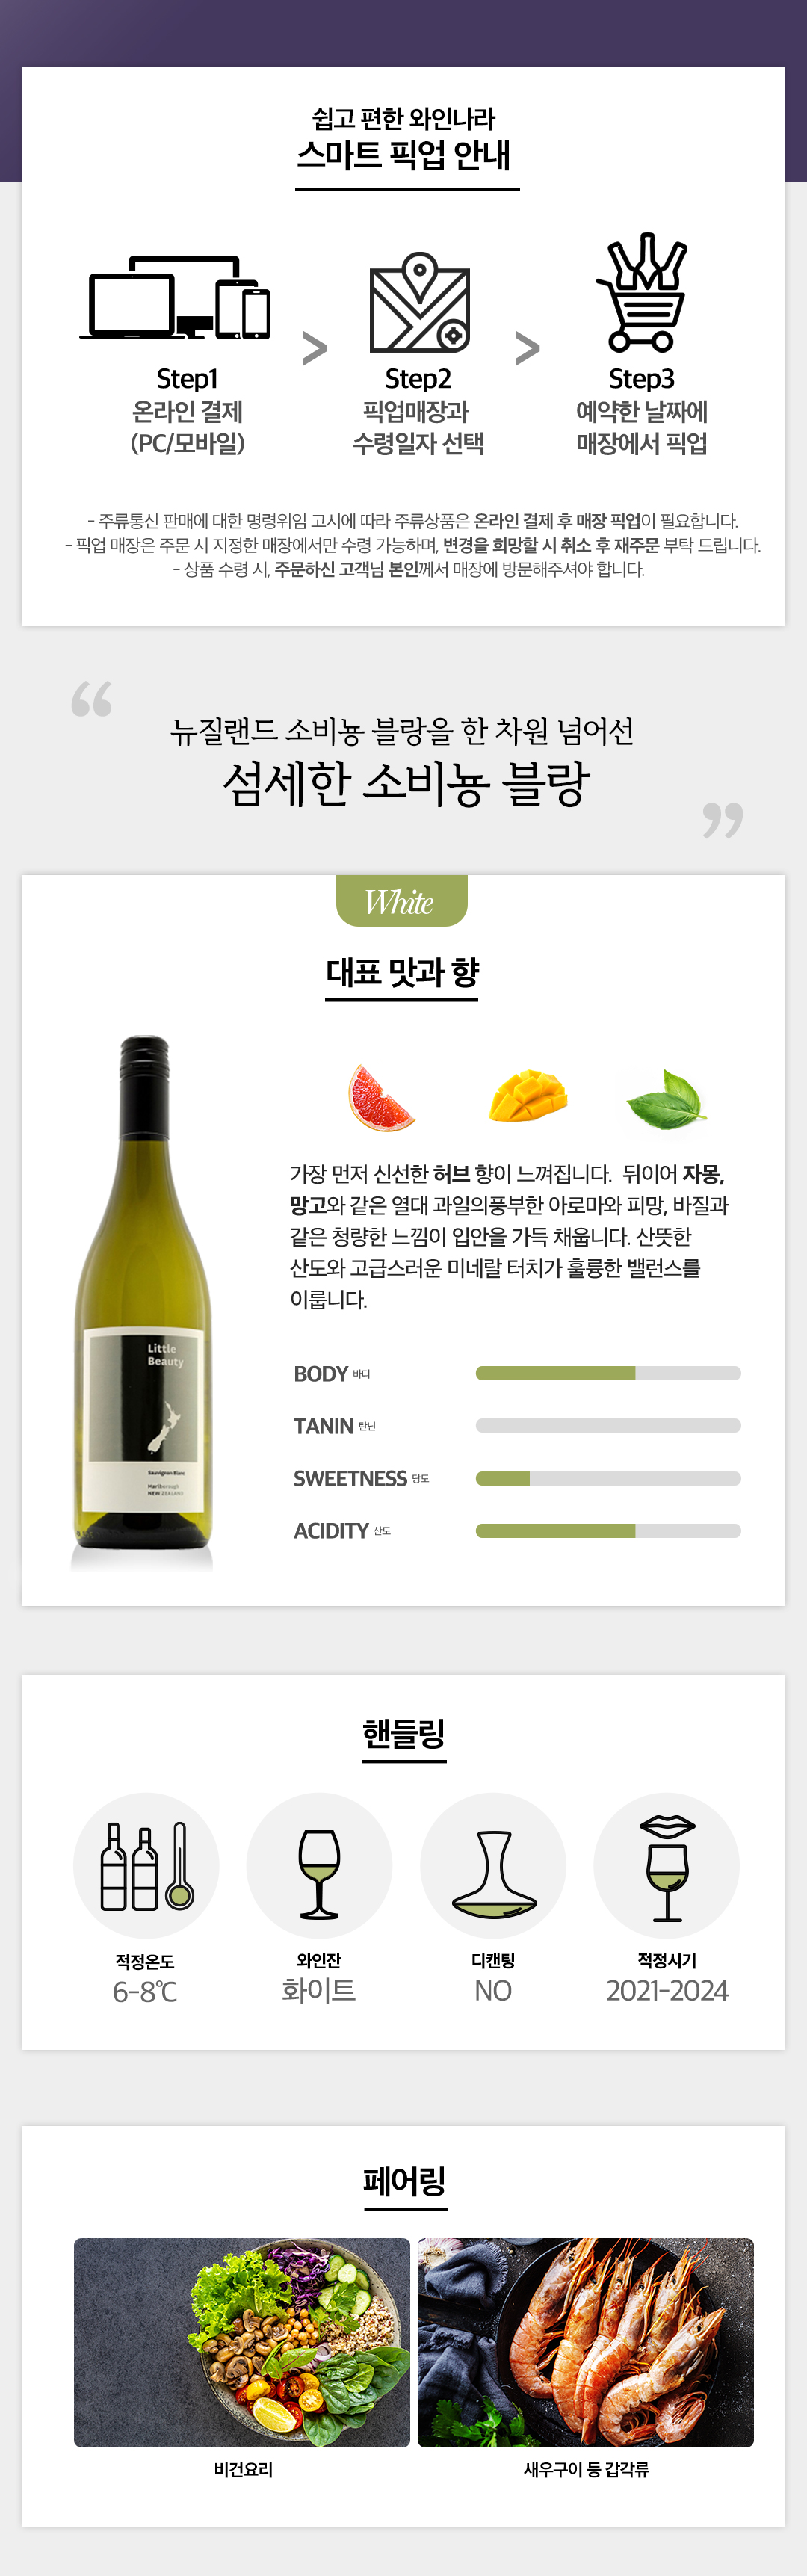 쉽고 편한 와인나라
스마트 픽업 안내
Step1
온라인 결제
(PC/모바일)
>
Step2
픽업매장과
수령일자 선택
>
Step3
예약한 날짜에
매장에서 픽업
- 주류통신 판매에 대한 명령위임 고시에 따라 주류상품은 온라인 결제 후 매장 픽업이 필요합니다.
- 픽업 매장은 주문 시 지정한 매장에서만 수령 가능하며, 변경을 희망할 시 취소 후 재주문 부탁 드립니다.
- 상품 수령 시, 주문하신 고객님 본인께서 매장에 방문해주셔야 합니다.
“
뉴질랜드 소비뇽 블랑을 한 차원 넘어선
섬세한 소비뇽 블랑
”
White
대표 맛과 향
가장 먼저 신선한 허브 향이 느껴집니다. 뒤이어 자몽,
망고와 같은 열대 과일의풍부한 아로마와 피망, 바질과
같은 청량한 느낌이 입안을 가득 채웁니다. 산뜻한
산도와 고급스러운 미네랄 터치가 훌륭한 밸런스를
이룹니다.
Little
Beauty
Sauvignon Blanc
Marlborough
NEW ZEALAND
BODY 바디
TANIN 탄닌
SWEETNESS 당도
ACIDITY 산도
핸들링
적정온도
6-8℃
와인잔
화이트
디캔팅
NO
적정시기
2021-2024
페어링
비건요리
새우구이 등 갑각류